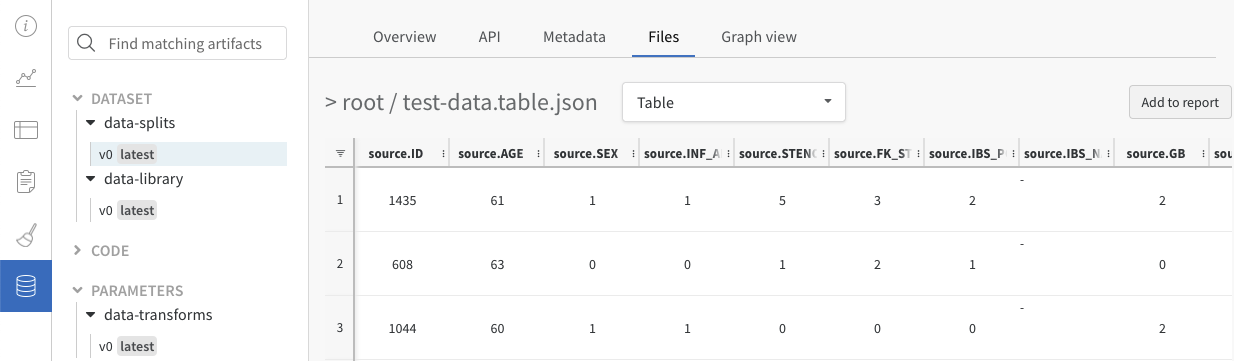 Find matching artifacts
DATASET
data-splits
v0 latest
data-library
v0 latest
CODE
PARAMETERS
data-transforms
v0 latest
Overview API Metadata Files Graph view
> root / test-data.table.json Table Add to report
source.ID source.AGE source.SEX source.INF_A source.STENO source.FK_ST source.IBS_P source.IBS_N source.GB sou
1 1435 61 1 1 5 3 2 - 2
2 608 63 0 0 1 2 1 - 0
3 1044 60 1 1 0 0 0 - 2